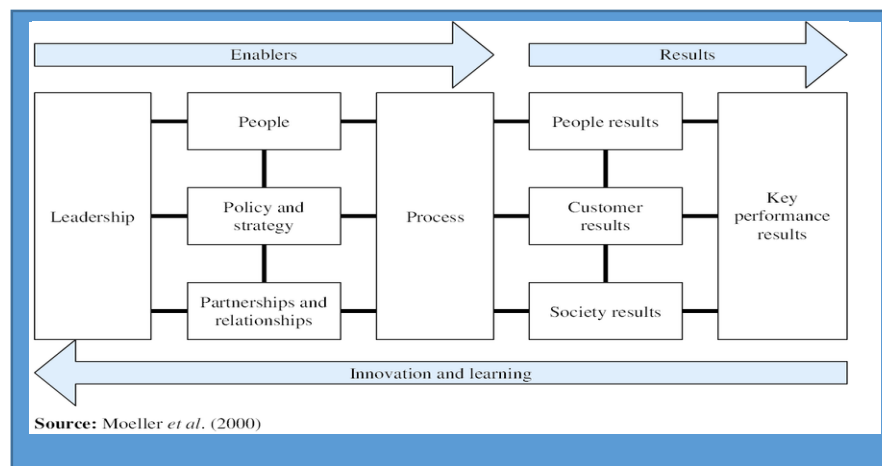 Enablers
Results
Leadership
People
Policy and
strategy
Partnerships and
relationships
Process
People results
Customer
results
Society results
Key
performance
results
Innovation and learning
Source: Moeller et al. (2000)